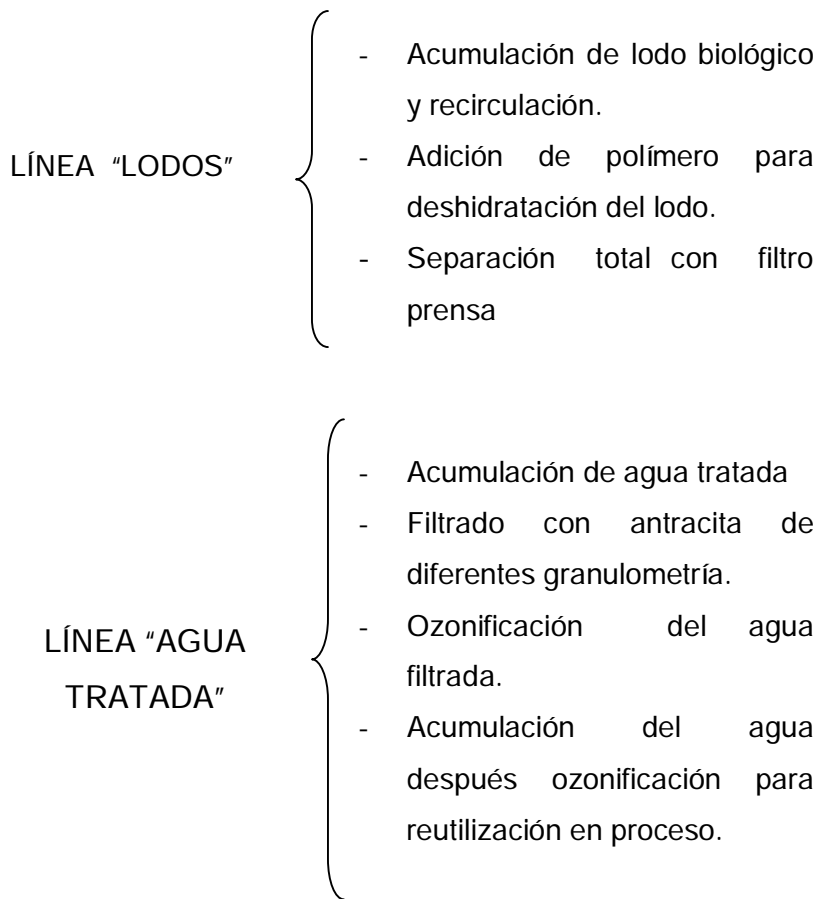 LÍNEA “LODOS”
- Acumulación de lodo biológico
y recirculación.
- Adición de polímero para
deshidratación del lodo.
- Separación total con filtro
prensa
LÍNEA “AGUA
TRATADA”
- Acumulación de agua tratada
- Filtrado con antracita de
diferentes granulometría.
- Ozonificación del agua
filtrada.
- Acumulación del agua
después ozonificación para
reutilización en proceso.